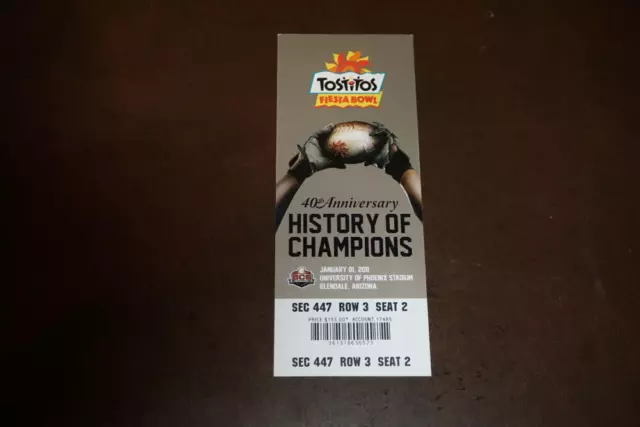 TOSTITOS
FIESTA BOWL
40th Anniversary
HISTORY OF
CHAMPIONS
JANUARY 01, 2011
UNIVERSITY OF PHOENIX STADIUM
GLENDALE, ARIZONA
BCS
SEC 447 ROW 3 SEAT 2
SEC 447 ROW 3 SEAT 2